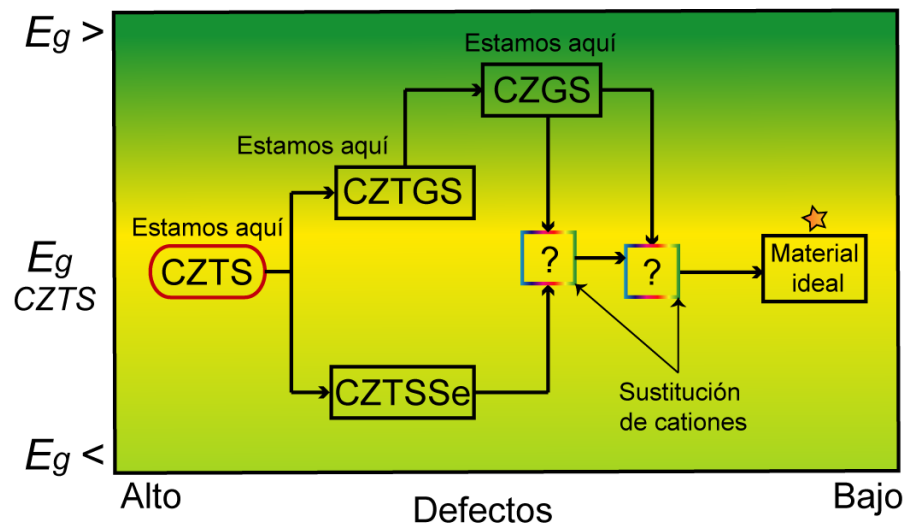 Eg >
Estamos aquí
CZGS
Estamos aquí
CZTGS
Estamos aquí
CZTS
Eg
CZTS
?
?
Material
ideal
CZTSSe
Sustitución
de cationes
Eg <
Alto
Defectos
Bajo